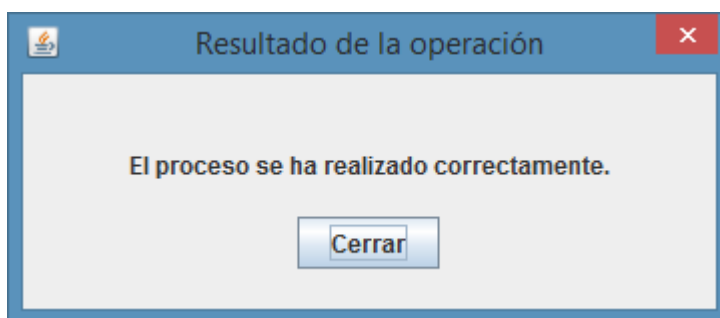 Resultado de la operación
El proceso se ha realizado correctamente.
Cerrar